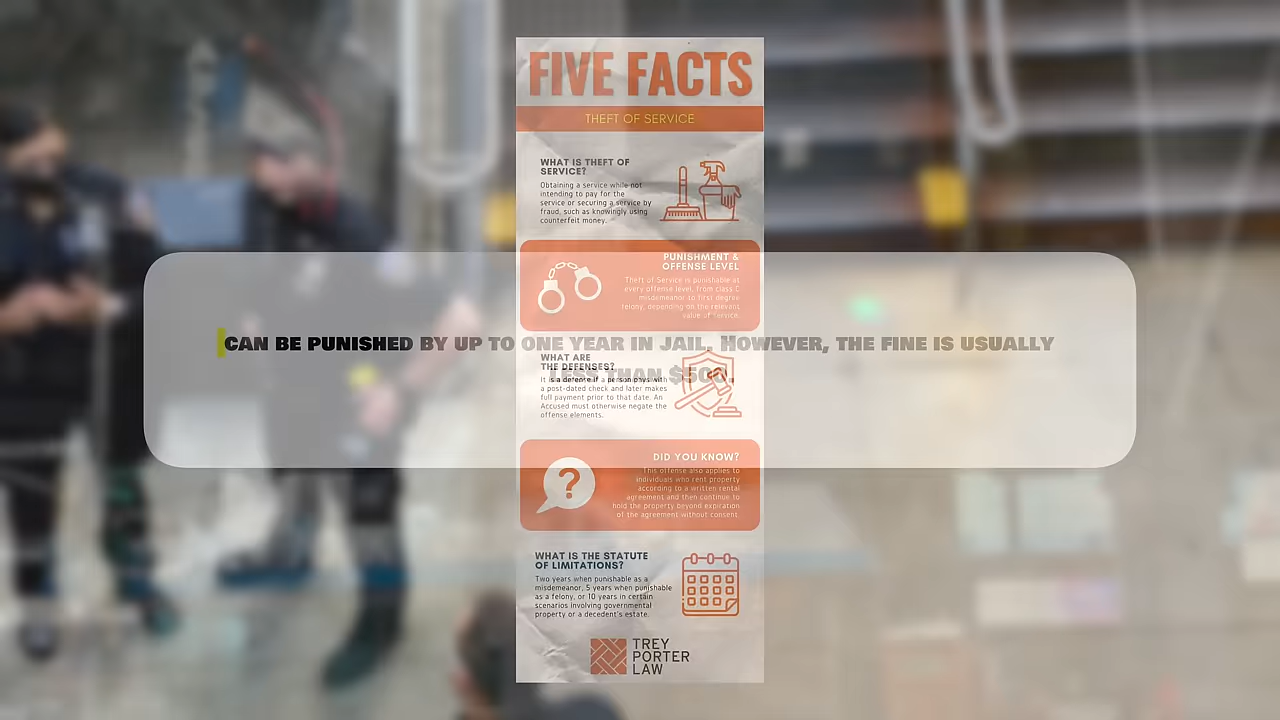 FIVE FACTS
THEFT OF SERVICE
WHAT IS THEFT OF
SERVICE?
Obtaining a service while not
intending to pay for the
service or securing a service by
fraud, such as knowingly using
counterfeit money.
PUNISHMENT &
OFFENSE LEVEL
Theft of Service is punishable at
every offense level, from class C
misdemeanor to first degree
felony, depending on the relevant
value of service.
CAN BE PUNISHED BY UP TO ONE YEAR IN JAIL. HOWEVER, THE FINE IS USUALLY
LESS THAN $500.
WHAT ARE
THE DEFENSES?
It is a defense if a person pays with
a post-dated check and later makes
full payment prior to that date. An
Accused must otherwise negate the
offense elements.
DID YOU KNOW?
This offense also applies to
individuals who rent property
according to a written rental
agreement and then continue to
hold the property beyond expiration
of the agreement without consent.
WHAT IS THE STATUTE
OF LIMITATIONS?
Two years when punishable as a
misdemeanor, 5 years when punishable
as a felony, or 10 years in certain
scenarios involving governmental
property or a decedent's estate.
TREY
PORTER
LAW